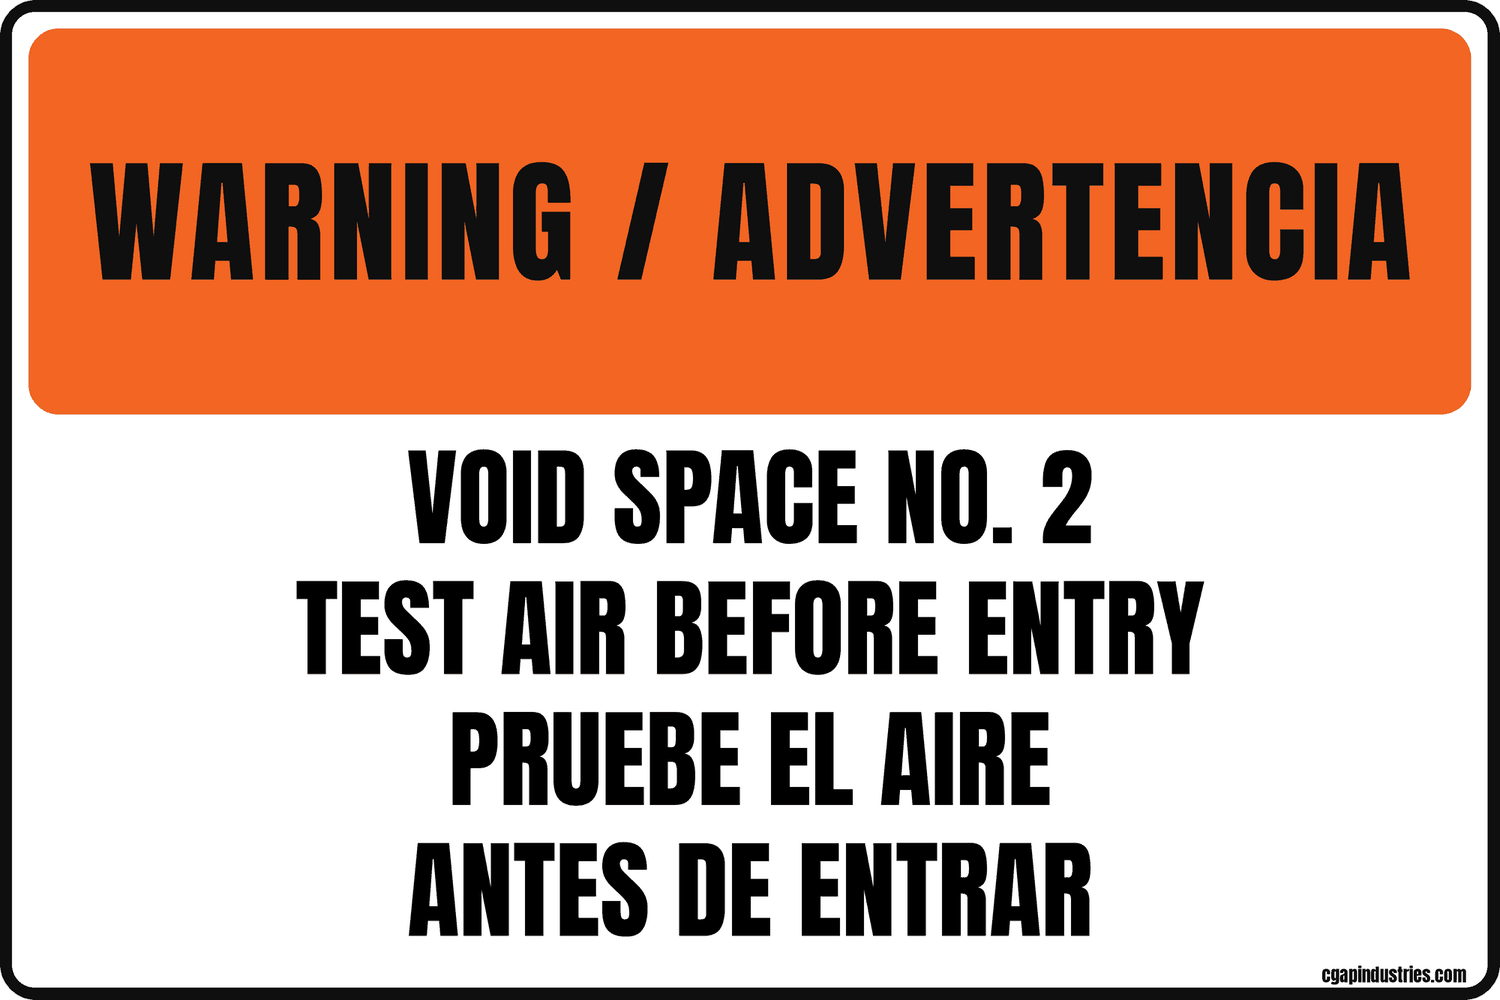 WARNING / ADVERTENCIA
VOID SPACE NO. 2
TEST AIR BEFORE ENTRY
PRUEBE EL AIRE
ANTES DE ENTRAR
cgapindustries.com